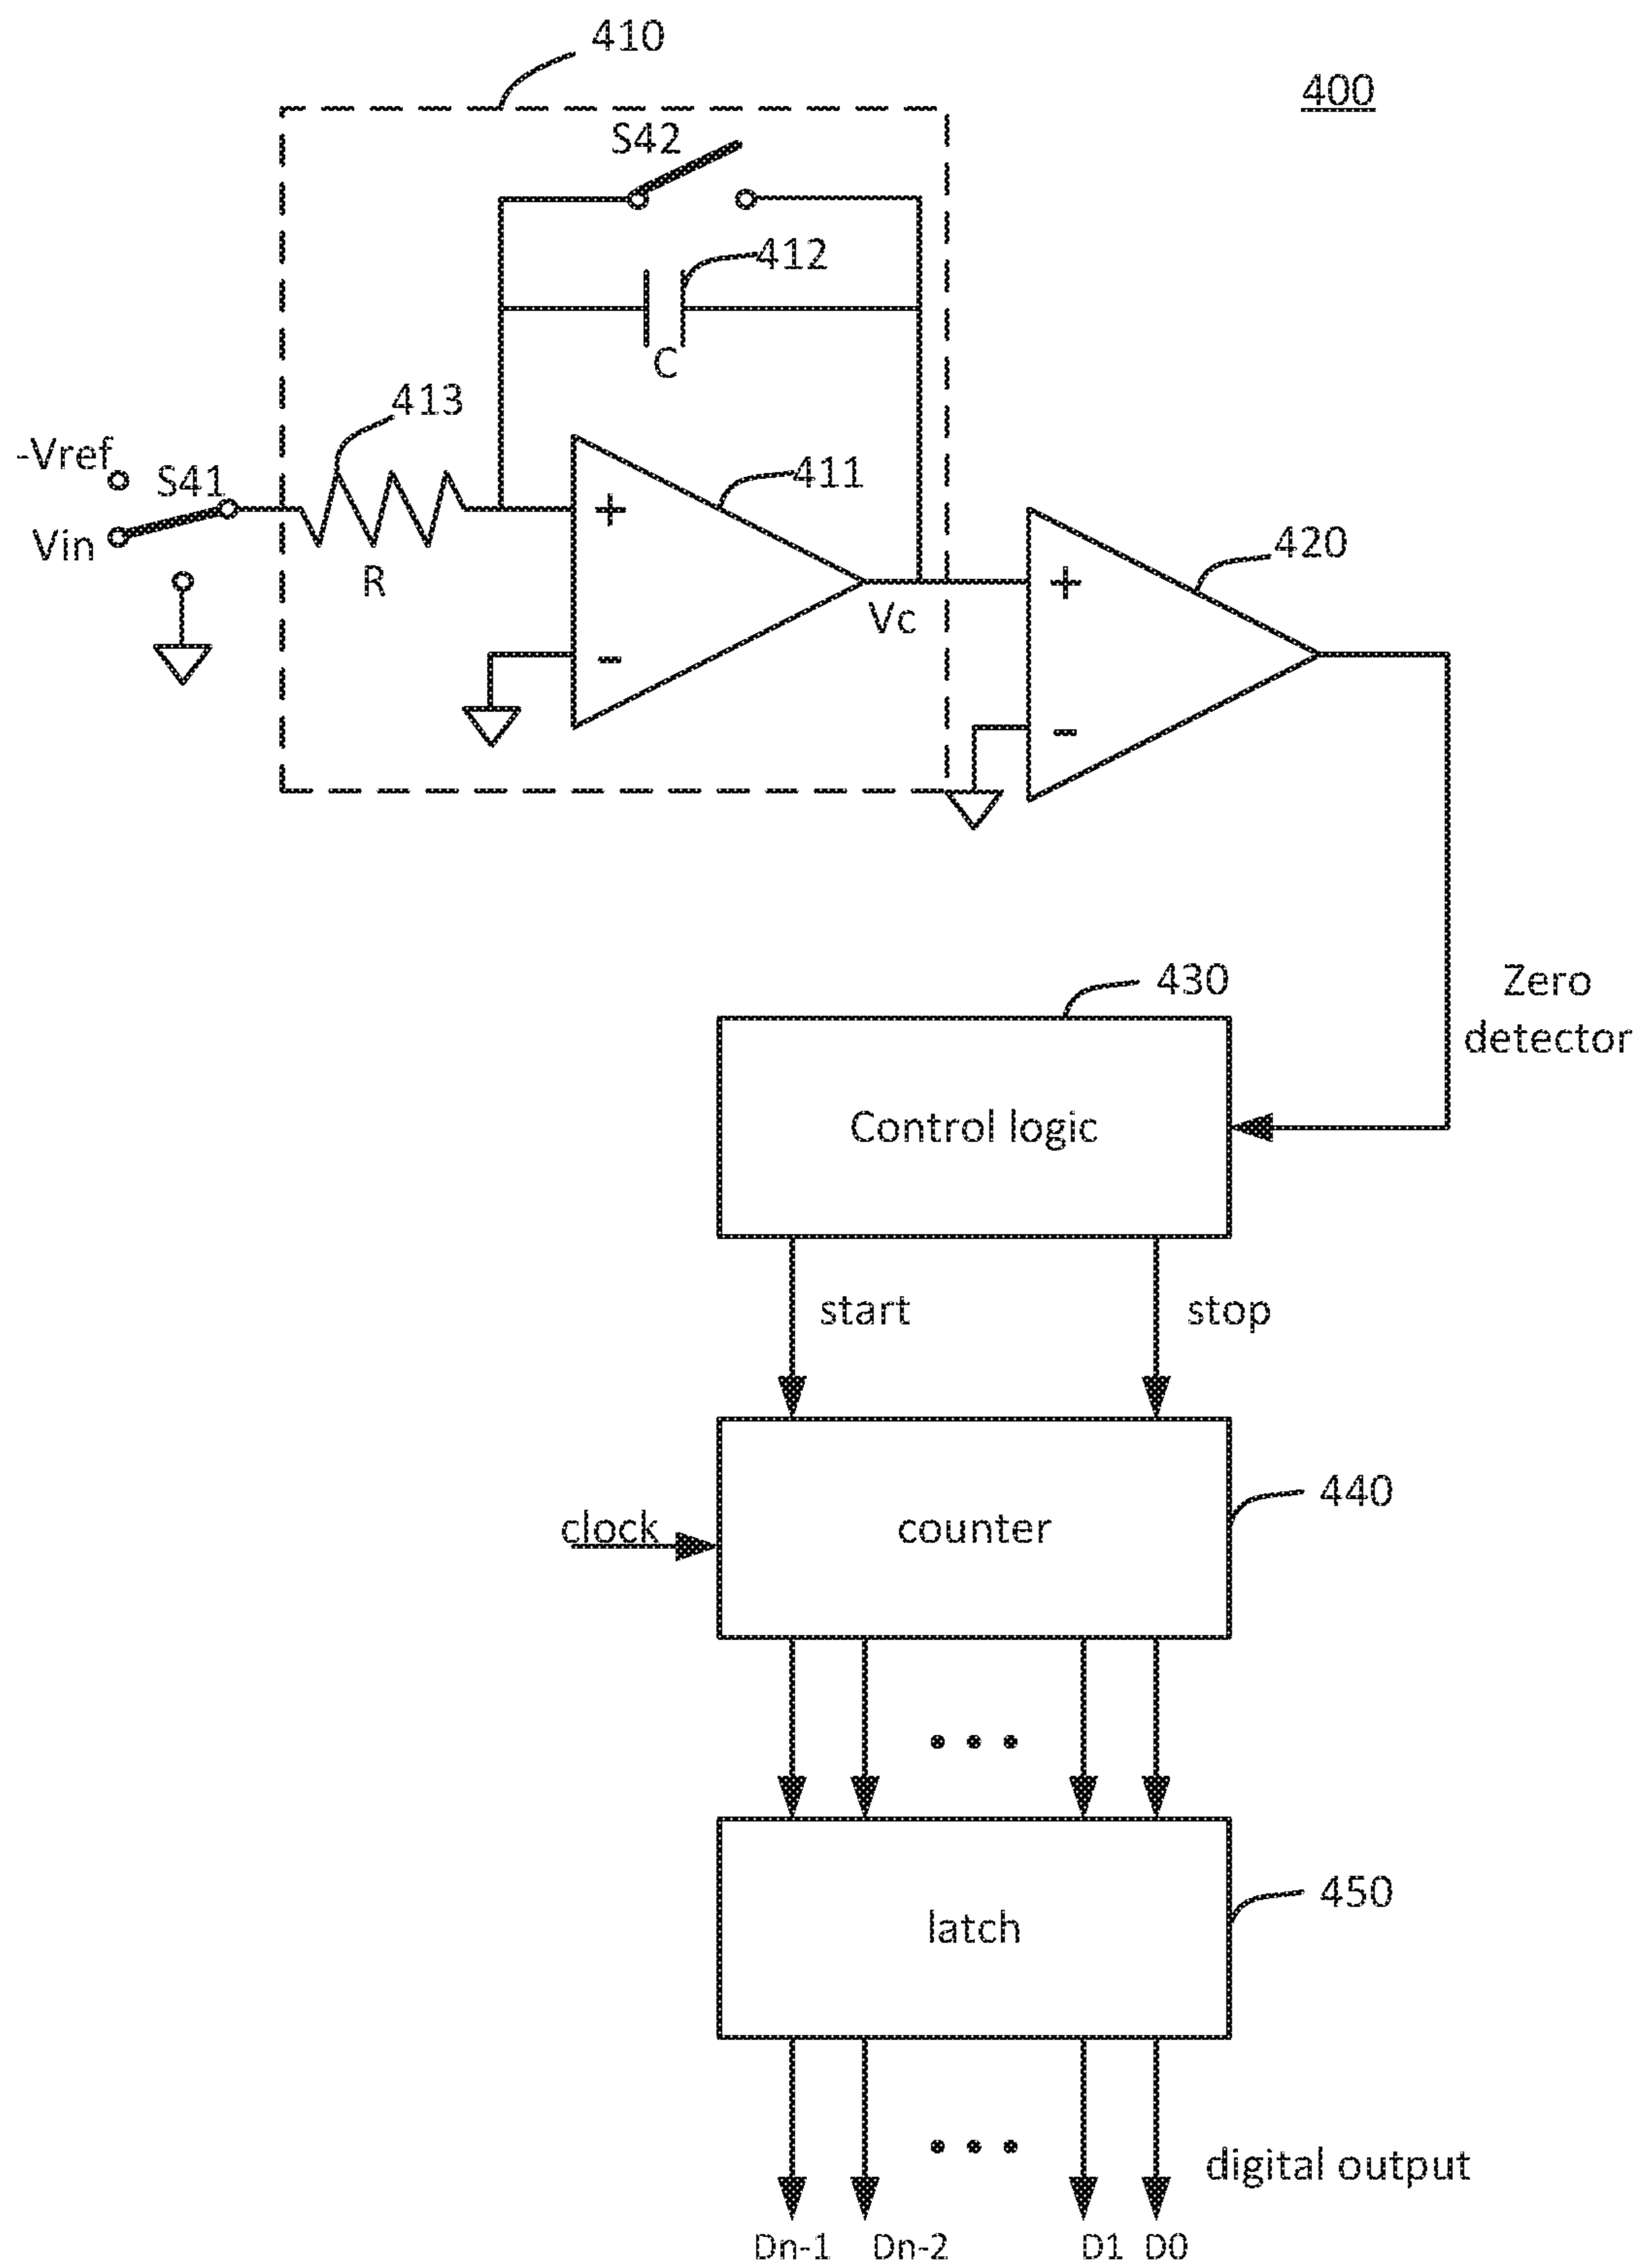 410
400
S42
412
C
413
-Vref
S41
Vin
R
+
411
-
Vc
+
420
-
Zero
detector
430
Control logic
start
stop
440
clock
counter
450
latch
digital output
Dn-1 Dn-2 D1 D0